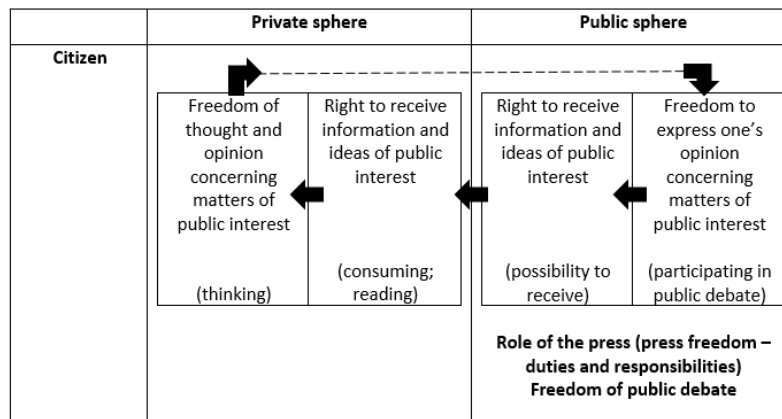 Private sphere
Public sphere
Citizen
Freedom of
thought and
opinion
concerning
matters of
public interest
(thinking)
Right to receive
information and
ideas of public
interest
(consuming;
reading)
Right to receive
information and
ideas of public
interest
(possibility to
receive)
Freedom to
express one's
opinion
concerning
matters of
public interest
(participating in
public debate)
Role of the press (press freedom –
duties and responsibilities)
Freedom of public debate